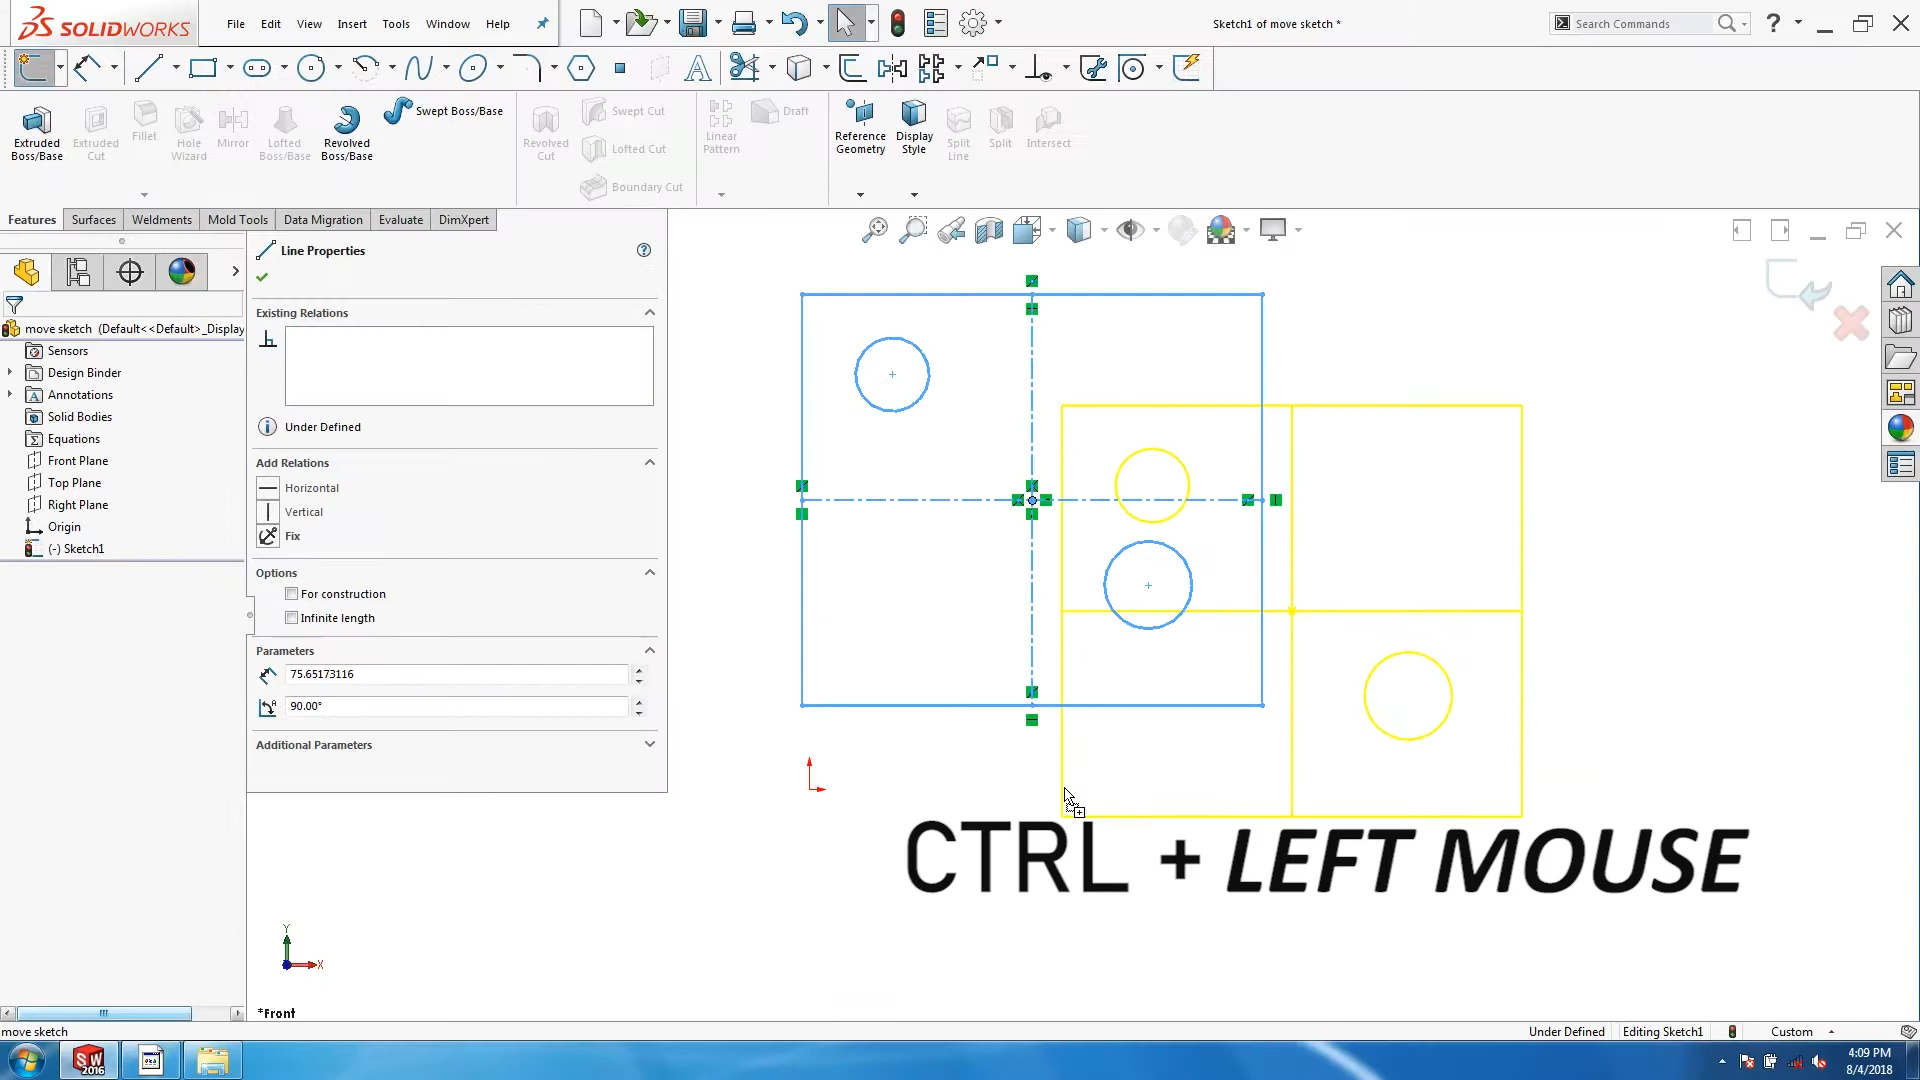 SOLIDWORKS
File Edit View Insert Tools Window Help
Sketch1 of move sketch *
Search Commands
Extruded Boss/Base
Extruded Cut
Fillet
Hole Wizard
Mirror
Lofted Boss/Base
Revolved Boss/Base
Swept Boss/Base
Revolved Cut
Swept Cut
Lofted Cut
Boundary Cut
Linear Pattern
Draft
Reference Geometry
Display Style
Split Line
Split
Intersect
Features Surfaces Weldments Mold Tools Data Migration Evaluate DimXpert
move sketch (Default<<Default>_Display
Sensors
Design Binder
Annotations
Solid Bodies
Equations
Front Plane
Top Plane
Right Plane
Origin
(-) Sketch1
Line Properties
Existing Relations
Under Defined
Add Relations
Horizontal
Vertical
Fix
Options
For construction
Infinite length
Parameters
75.65173116
90.00°
Additional Parameters
CTRL + LEFT MOUSE
Y
X
*Front
move sketch
Under Defined Editing Sketch1 Custom
SW 2016
4:09 PM
8/4/2018